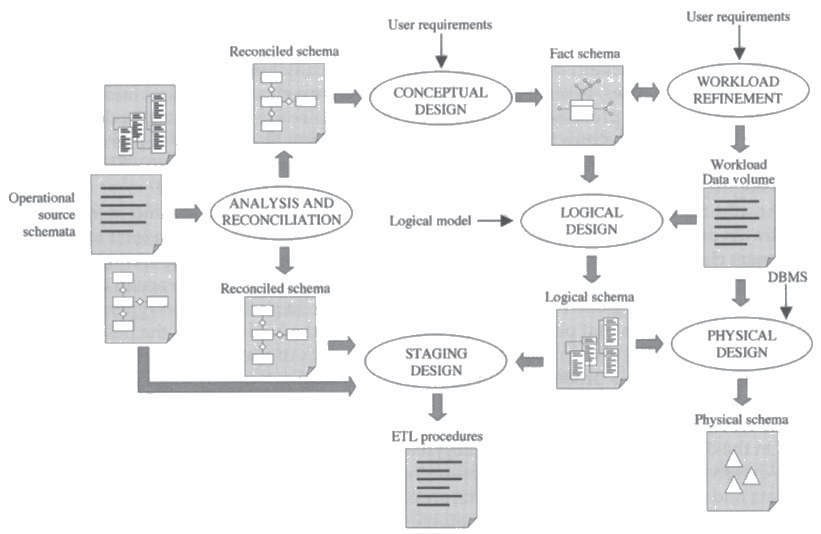 User requirements
User requirements
Reconciled schema
Fact schema
CONCEPTUAL
DESIGN
WORKLOAD
REFINEMENT
Operational
source
schemata
ANALYSIS AND
RECONCILIATION
Workload
Data volume
Logical model
LOGICAL
DESIGN
DBMS
Reconciled schema
Logical schema
STAGING
DESIGN
PHYSICAL
DESIGN
ETL procedures
Physical schema